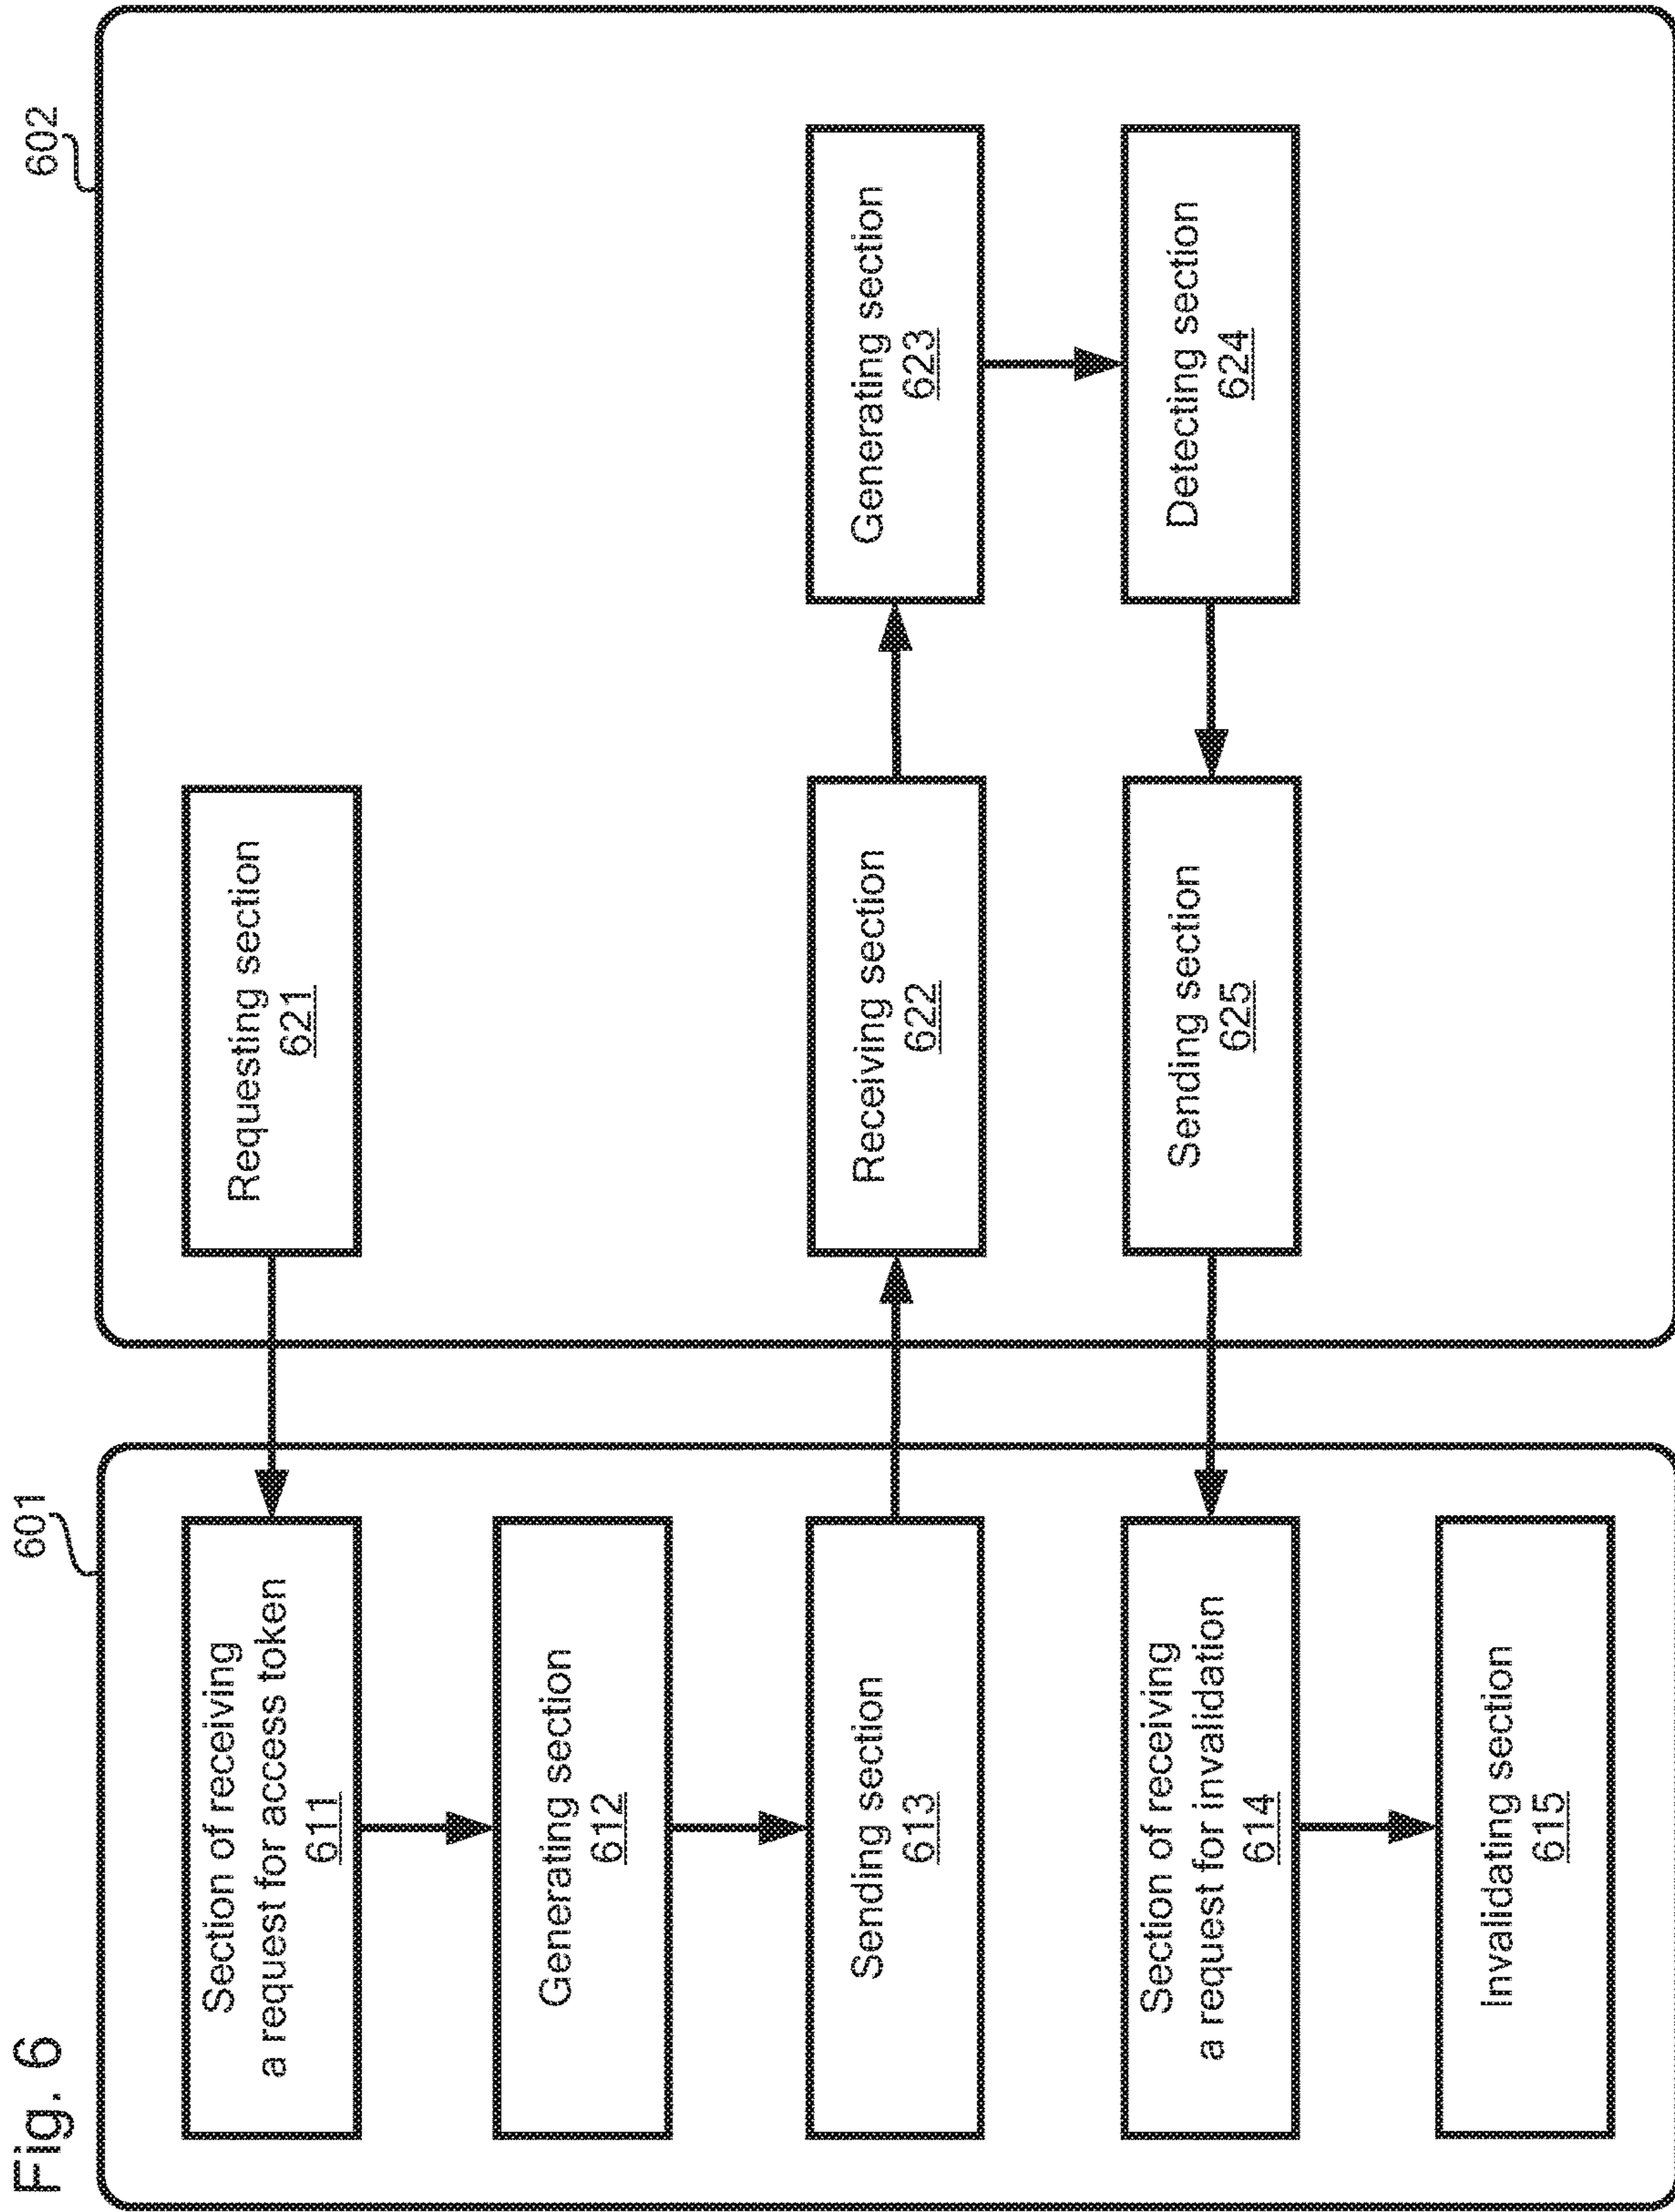 Fig. 6
601
602
Section of receiving
a request for access token
611
Requesting section
621
Generating section
612
Sending section
613
Receiving section
622
Generating section
623
Section of receiving
a request for invalidation
614
Sending section
625
Detecting section
624
Invalidating section
615